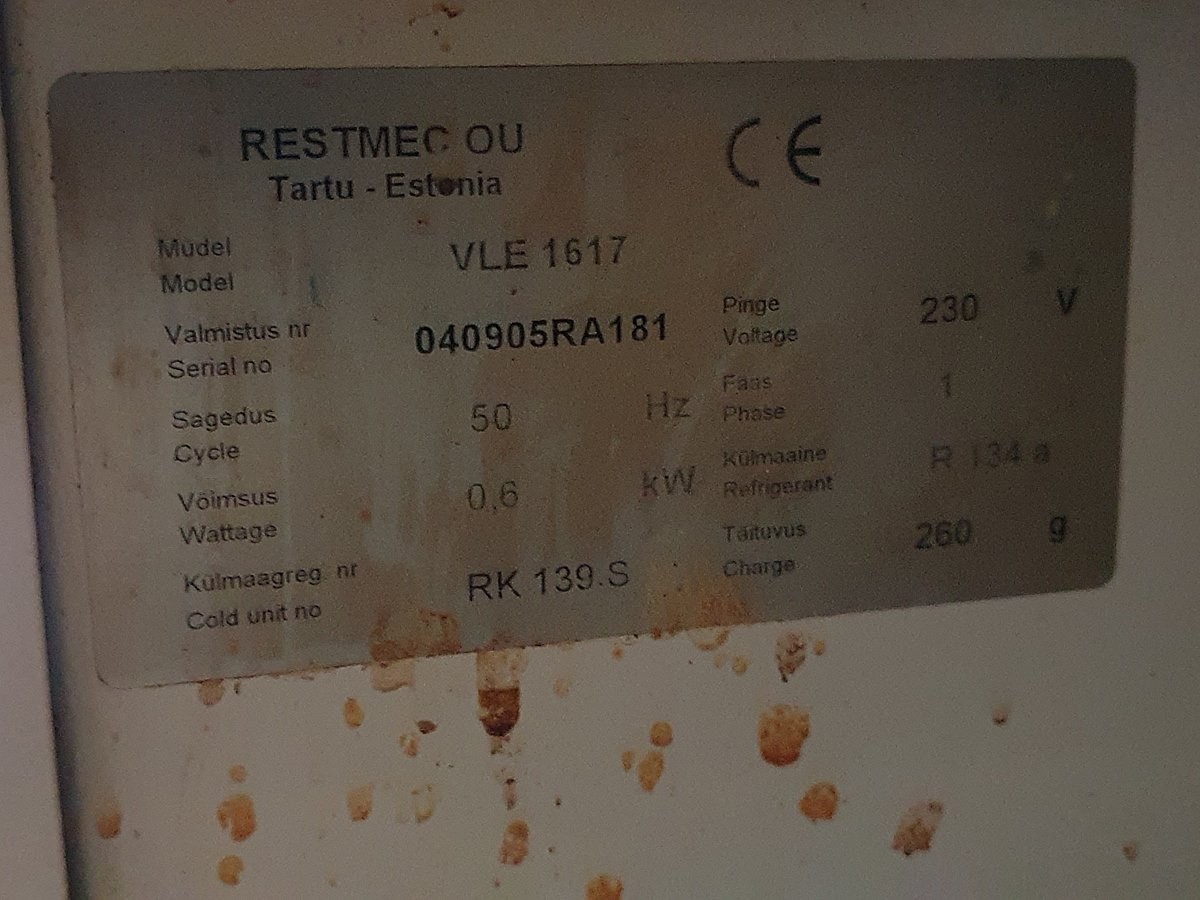 RESTMEC OU
CE
Tartu - Estonia
Mudel
Model
VLE 1617
Valmistus nr
Serial no
040905RA181
Pinge
Voltage
230 V
Sagedus
Cycle
50 Hz
Faas
Phase
1
Võimsus
Wattage
0,6 kW
Külmaaine
Refrigerant
R 134 a
Külmaagreg. nr
Cold unit no
RK 139.S
Täituvus
Charge
260 g